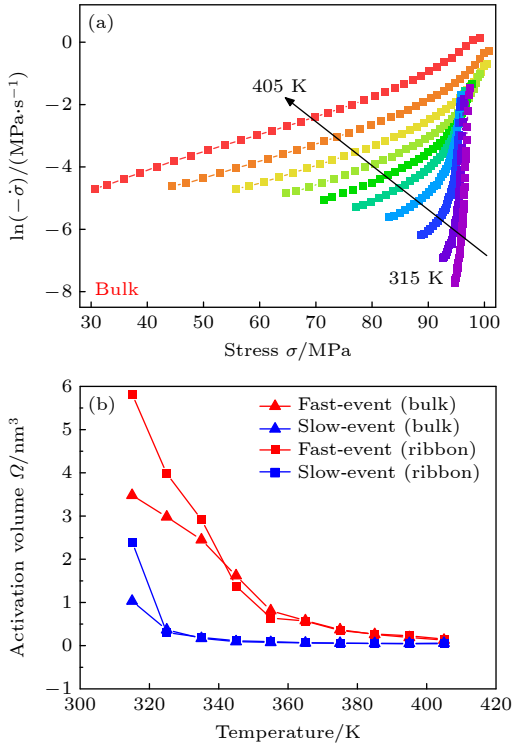 (a)
0
−2
−4
−6
−8
ln(−σ̇)/(MPa·s⁻¹)
405 K
315 K
Bulk
30 40 50 60 70 80 90 100
Stress σ/MPa
(b)
6
5
4
3
2
1
0
−1
Activation volume Ω/nm³
Fast-event (bulk)
Slow-event (bulk)
Fast-event (ribbon)
Slow-event (ribbon)
300 320 340 360 380 400 420
Temperature/K